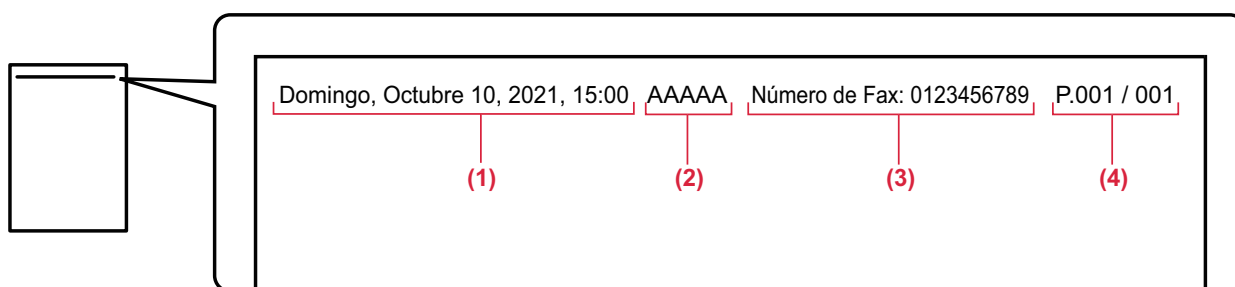 Domingo, Octubre 10, 2021, 15:00 AAAAA Número de Fax: 0123456789 P.001 / 001
(1) (2) (3) (4)